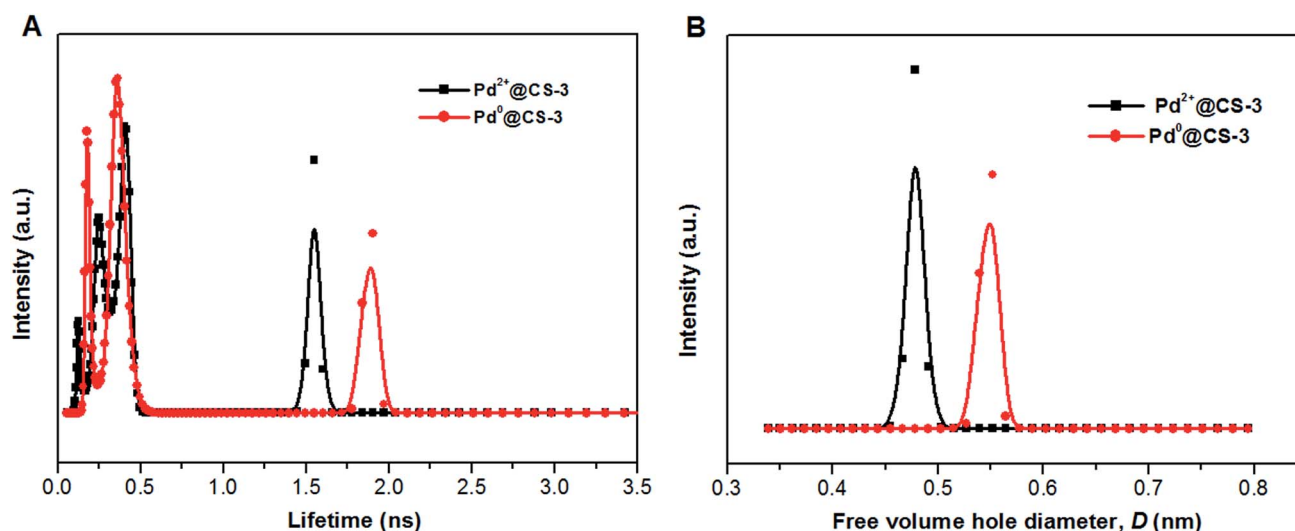 A
Pd²⁺@CS-3
Pd⁰@CS-3
Intensity (a.u.)
0.0 0.5 1.0 1.5 2.0 2.5 3.0 3.5
Lifetime (ns)
B
Pd²⁺@CS-3
Pd⁰@CS-3
Intensity (a.u.)
0.3 0.4 0.5 0.6 0.7 0.8
Free volume hole diameter, D (nm)